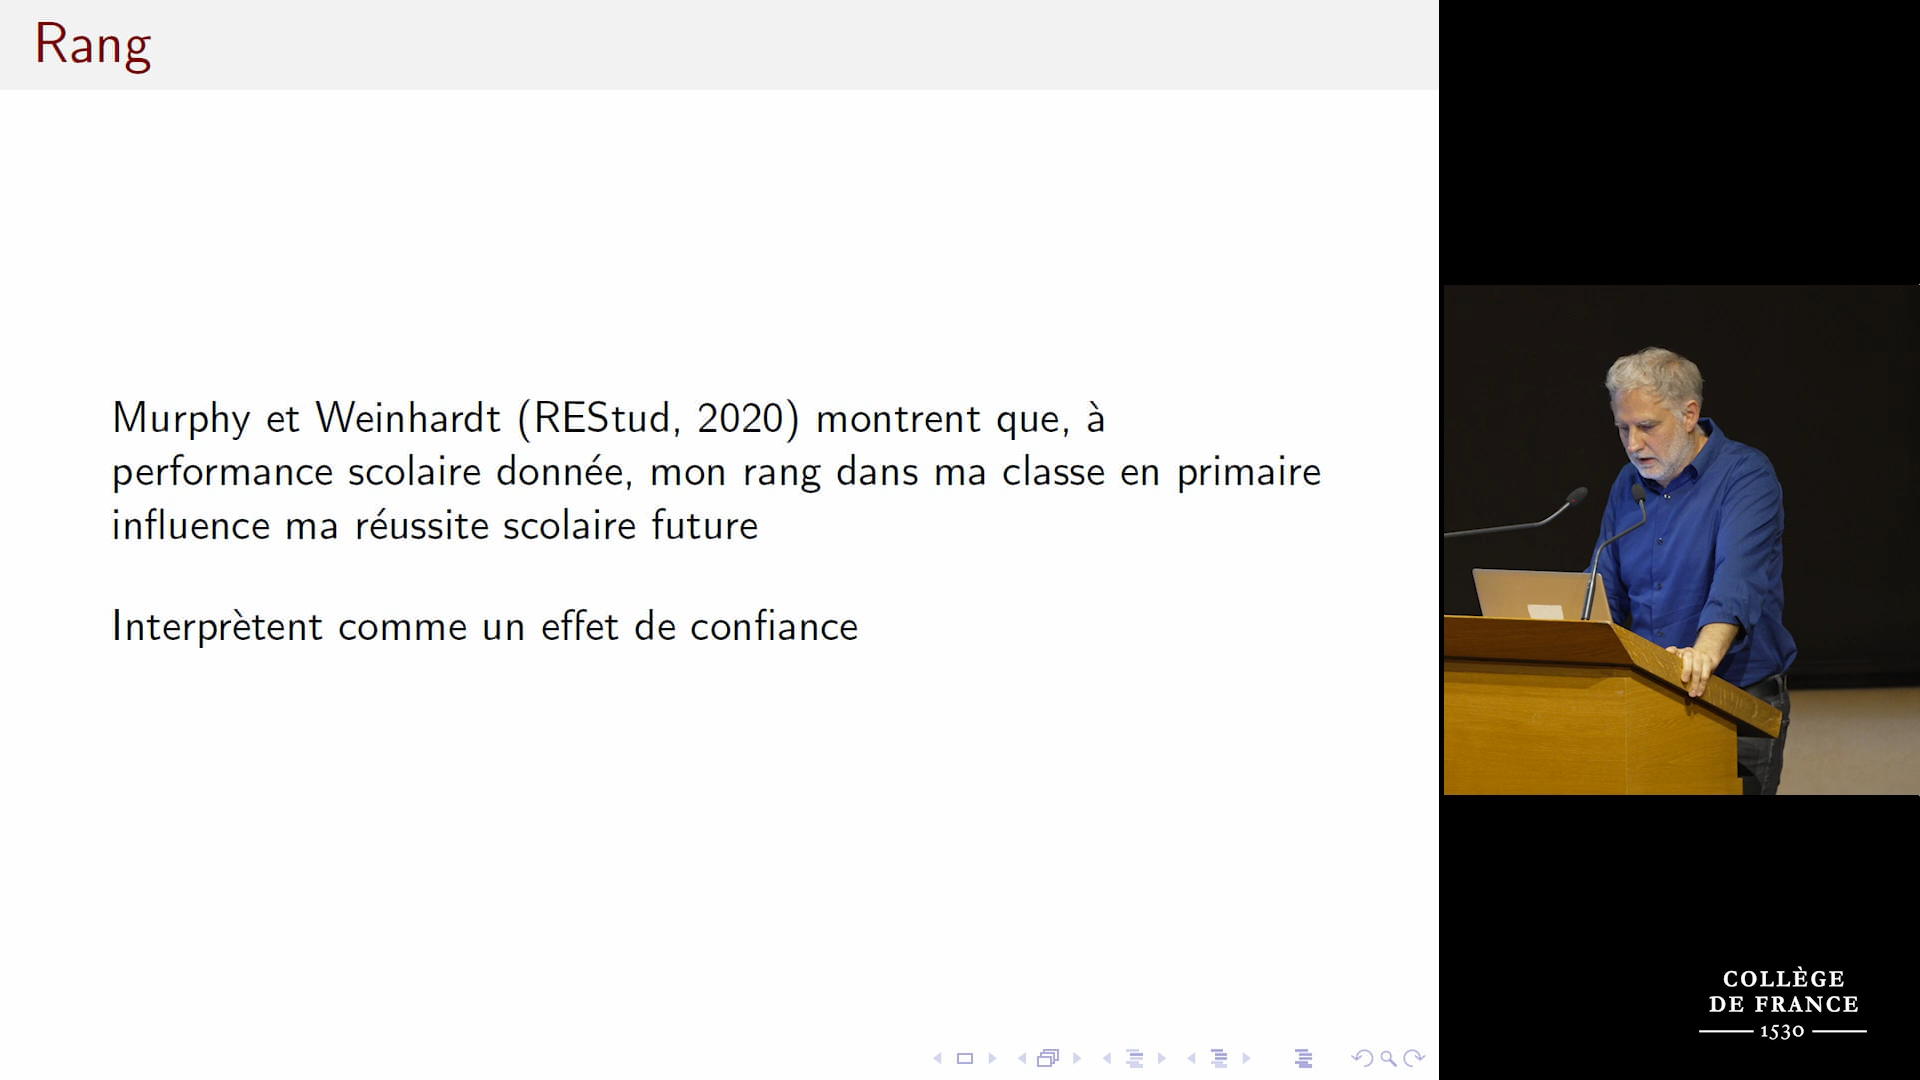 Rang
Murphy et Weinhardt (REStud, 2020) montrent que, à
performance scolaire donnée, mon rang dans ma classe en primaire
influence ma réussite scolaire future
Interprètent comme un effet de confiance
COLLÈGE
DE FRANCE
1530